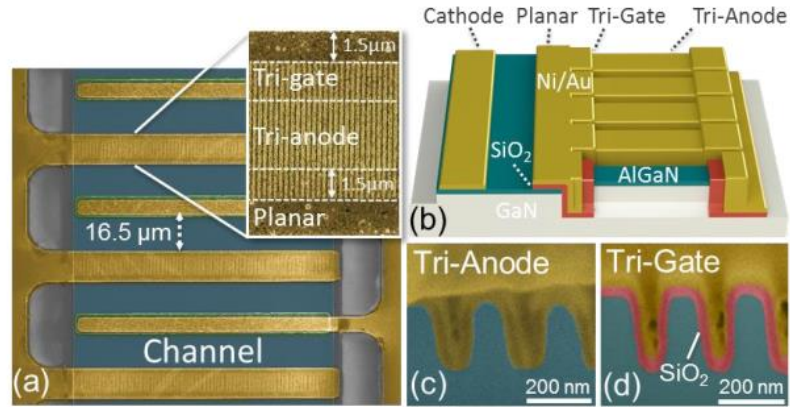 1.5µm
Tri-gate
Tri-anode
1.5µm
Planar
16.5 µm
Channel
(a)
Cathode Planar Tri-Gate Tri-Anode
Ni/Au
SiO2
AlGaN
GaN
(b)
Tri-Anode
200 nm
(c)
Tri-Gate
SiO2
200 nm
(d)